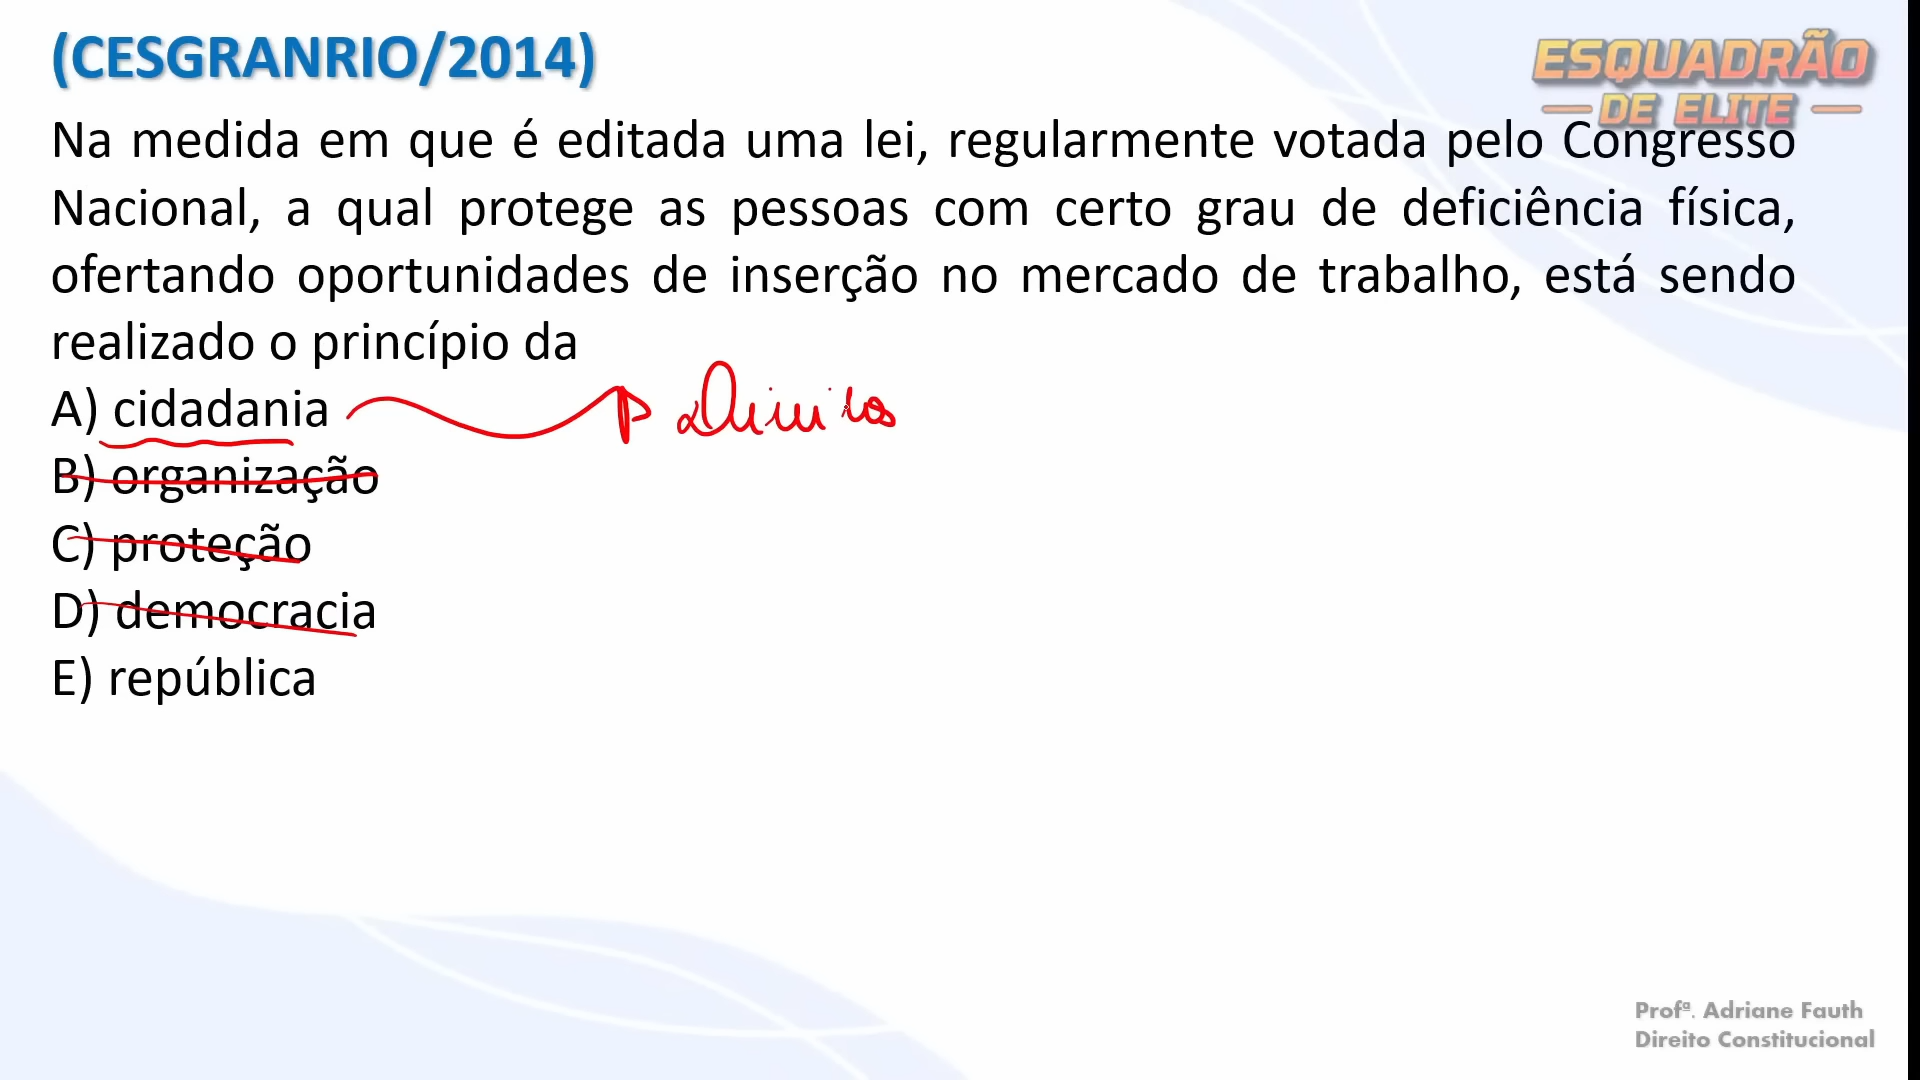 (CESGRANRIO/2014)
ESQUADRÃO
DE ELITE
Na medida em que é editada uma lei, regularmente votada pelo Congresso
Nacional, a qual protege as pessoas com certo grau de deficiência física,
ofertando oportunidades de inserção no mercado de trabalho, está sendo
realizado o princípio da
A) cidadania
B) organização
C) proteção
D) democracia
E) república
Profª. Adriane Fauth
Direito Constitucional